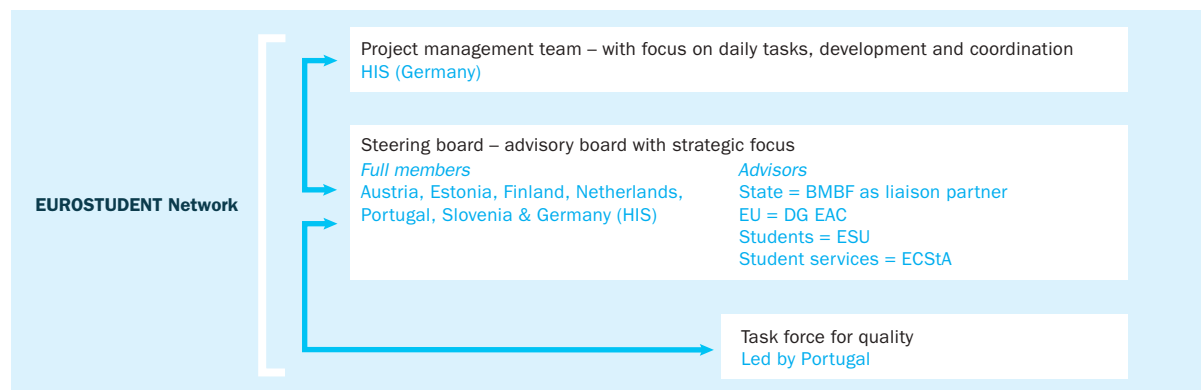 Project management team – with focus on daily tasks, development and coordination
HIS (Germany)
Steering board – advisory board with strategic focus
Full members
Austria, Estonia, Finland, Netherlands,
Portugal, Slovenia & Germany (HIS)
Advisors
State = BMBF as liaison partner
EU = DG EAC
Students = ESU
Student services = ECStA
EUROSTUDENT Network
Task force for quality
Led by Portugal